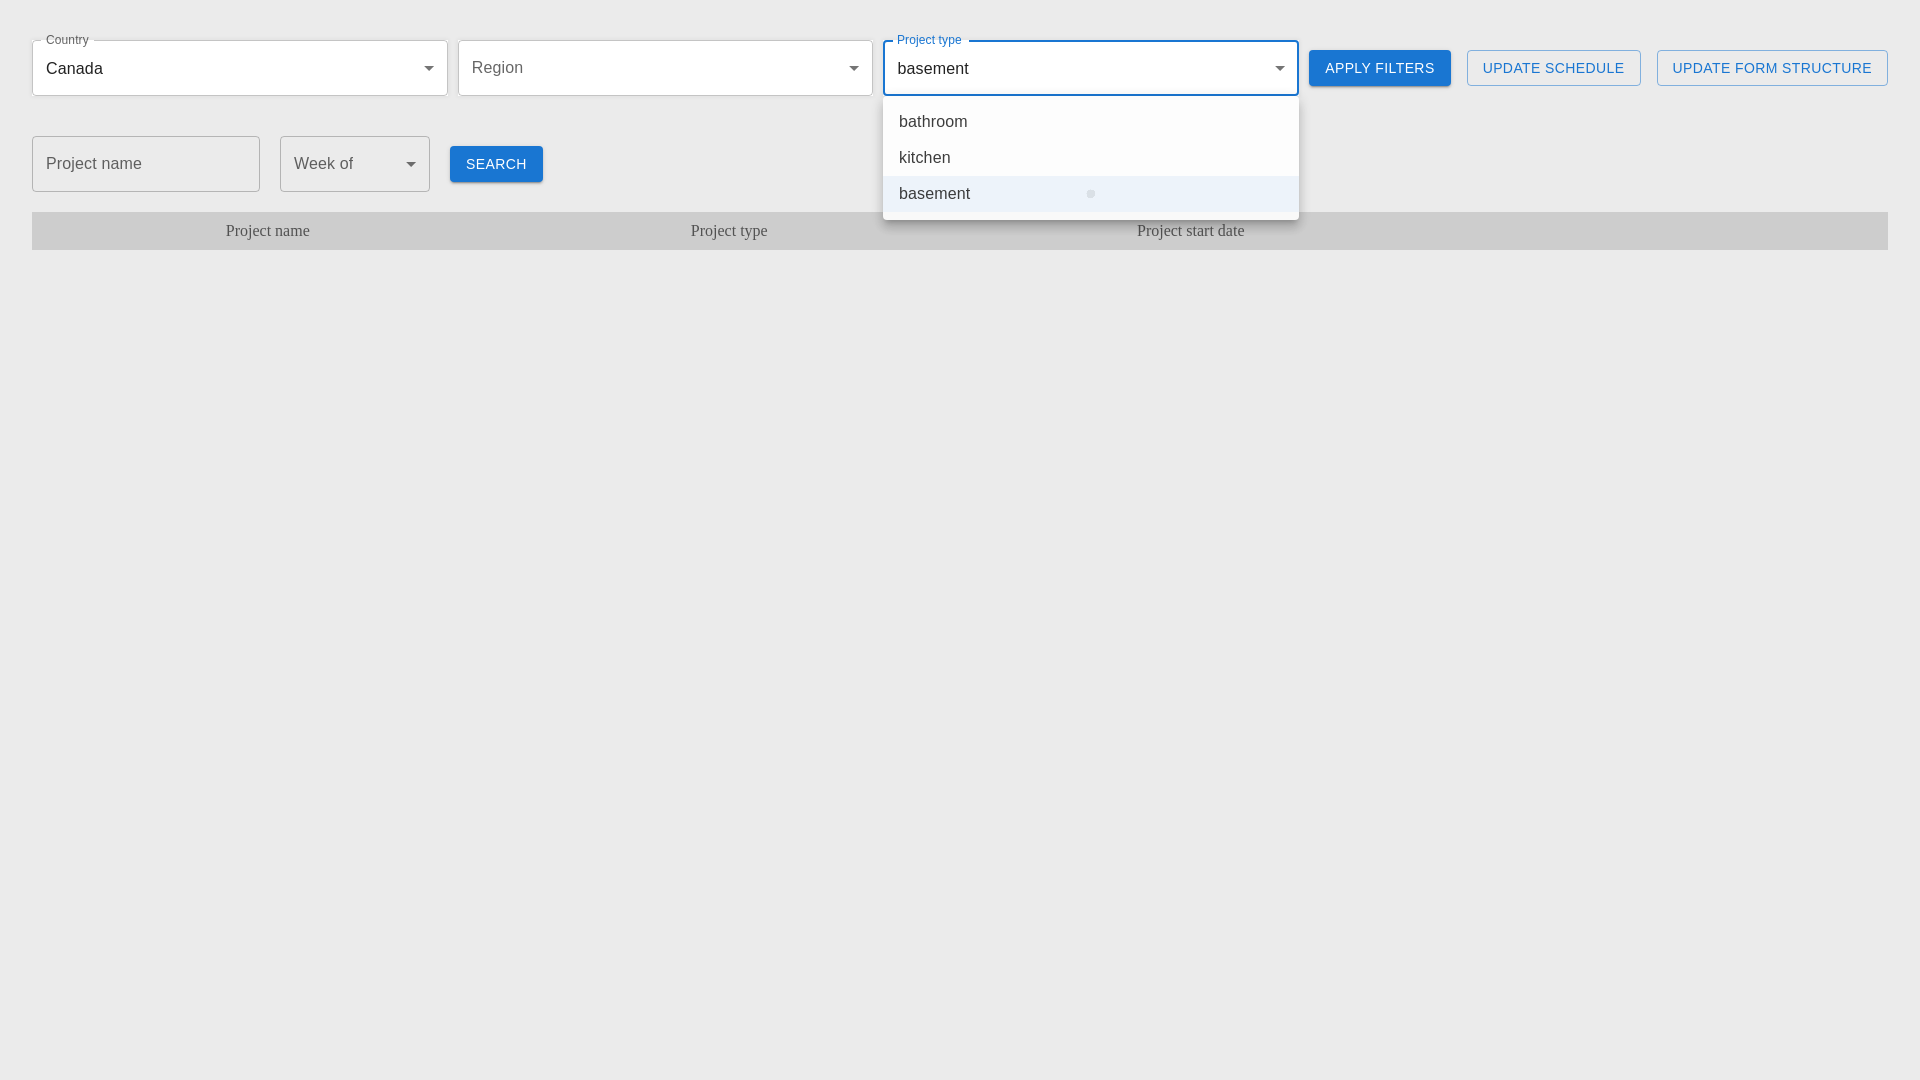 Country
Canada
Region
Project type
basement
APPLY FILTERS
UPDATE SCHEDULE
UPDATE FORM STRUCTURE
bathroom
kitchen
basement
Project name
Week of
SEARCH
Project name
Project type
Project start date